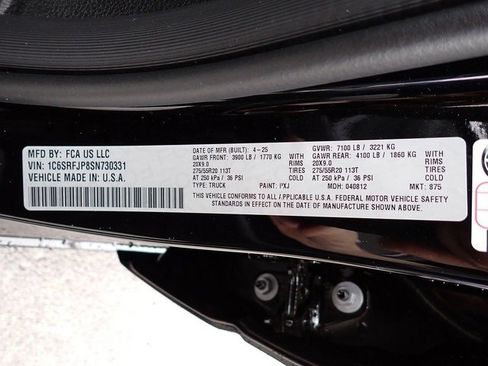 MFD BY: FCA US LLC
VIN: 1C6SRFJP8SN730331
VEHICLE MADE IN: U.S.A.
DATE OF MFR (BUILT): 4-25 GVWR: 7100 LB / 3221 KG
GAWR FRONT: 3900 LB / 1770 KG WITH GAWR REAR: 4100 LB / 1860 KG WITH
20X9.0 RIMS 20X9.0 RIMS
275/55R20 113T TIRES 275/55R20 113T TIRES
AT 250 kPa / 36 PSI COLD AT 250 kPa / 36 PSI COLD
TYPE: TRUCK PAINT: PXJ MDH: 040812 MKT: 875
THIS VEHICLE CONFORMS TO ALL APPLICABLE U.S.A. FEDERAL MOTOR VEHICLE SAFETY
STANDARDS IN EFFECT ON THE DATE OF MANUFACTURE SHOWN ABOVE.